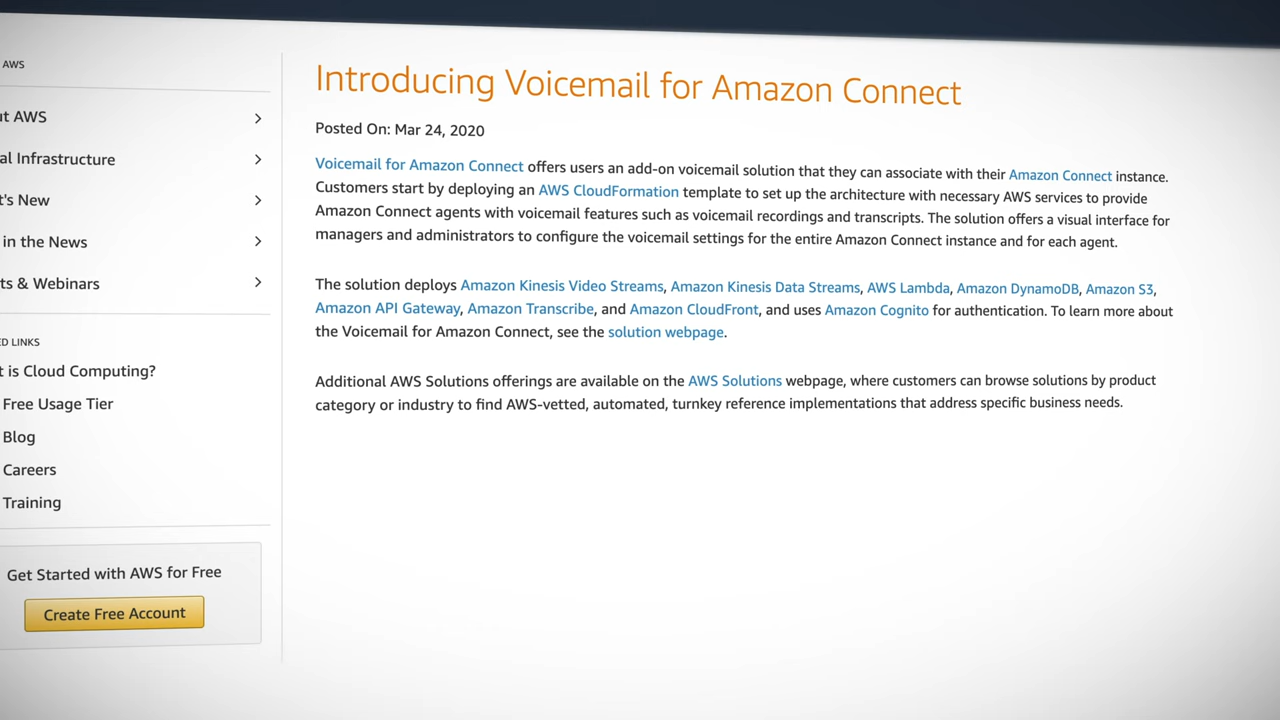 AWS
t AWS
al Infrastructure
t's New
in the News
ts & Webinars
D LINKS
t is Cloud Computing?
Free Usage Tier
Blog
Careers
Training
Get Started with AWS for Free
Create Free Account
Introducing Voicemail for Amazon Connect
Posted On: Mar 24, 2020
Voicemail for Amazon Connect offers users an add-on voicemail solution that they can associate with their Amazon Connect instance.
Customers start by deploying an AWS CloudFormation template to set up the architecture with necessary AWS services to provide
Amazon Connect agents with voicemail features such as voicemail recordings and transcripts. The solution offers a visual interface for
managers and administrators to configure the voicemail settings for the entire Amazon Connect instance and for each agent.
The solution deploys Amazon Kinesis Video Streams, Amazon Kinesis Data Streams, AWS Lambda, Amazon DynamoDB, Amazon S3,
Amazon API Gateway, Amazon Transcribe, and Amazon CloudFront, and uses Amazon Cognito for authentication. To learn more about
the Voicemail for Amazon Connect, see the solution webpage.
Additional AWS Solutions offerings are available on the AWS Solutions webpage, where customers can browse solutions by product
category or industry to find AWS-vetted, automated, turnkey reference implementations that address specific business needs.